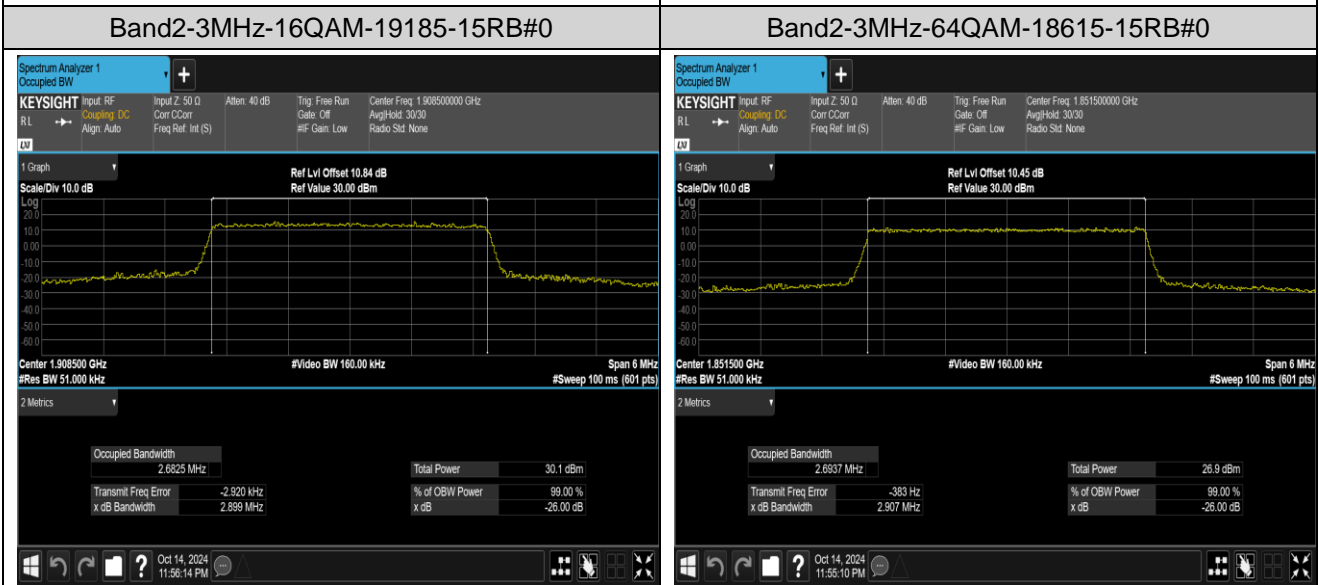 Band2-3MHz-16QAM-19185-15RB#0
Spectrum Analyzer 1
Occupied BW
+
KEYSIGHT
RL
LXI
Input: RF
Coupling: DC
Align: Auto
Input Z: 50 Ω
Corr CCorr
Freq Ref: Int (S)
Atten: 40 dB
Trig: Free Run
Gate: Off
#IF Gain: Low
Center Freq: 1.908500000 GHz
Avg|Hold: 30/30
Radio Std: None
1 Graph
Scale/Div 10.0 dB
Ref Lvl Offset 10.84 dB
Ref Value 30.00 dBm
Log
20.0
10.0
0.00
-10.0
-20.0
-30.0
-40.0
-50.0
-60.0
Center 1.908500 GHz
#Res BW 51.000 kHz
#Video BW 160.00 kHz
Span 6 MHz
#Sweep 100 ms (601 pts)
2 Metrics
Occupied Bandwidth
2.6825 MHz
Transmit Freq Error -2.920 kHz
x dB Bandwidth 2.899 MHz
Total Power 30.1 dBm
% of OBW Power 99.00 %
x dB -26.00 dB
?
Oct 14, 2024
11:56:14 PM
Band2-3MHz-64QAM-18615-15RB#0
Spectrum Analyzer 1
Occupied BW
+
KEYSIGHT
RL
LXI
Input: RF
Coupling: DC
Align: Auto
Input Z: 50 Ω
Corr CCorr
Freq Ref: Int (S)
Atten: 40 dB
Trig: Free Run
Gate: Off
#IF Gain: Low
Center Freq: 1.851500000 GHz
Avg|Hold: 30/30
Radio Std: None
1 Graph
Scale/Div 10.0 dB
Ref Lvl Offset 10.45 dB
Ref Value 30.00 dBm
Log
20.0
10.0
0.00
-10.0
-20.0
-30.0
-40.0
-50.0
-60.0
Center 1.851500 GHz
#Res BW 51.000 kHz
#Video BW 160.00 kHz
Span 6 MHz
#Sweep 100 ms (601 pts)
2 Metrics
Occupied Bandwidth
2.6937 MHz
Transmit Freq Error -383 Hz
x dB Bandwidth 2.907 MHz
Total Power 26.9 dBm
% of OBW Power 99.00 %
x dB -26.00 dB
?
Oct 14, 2024
11:55:10 PM